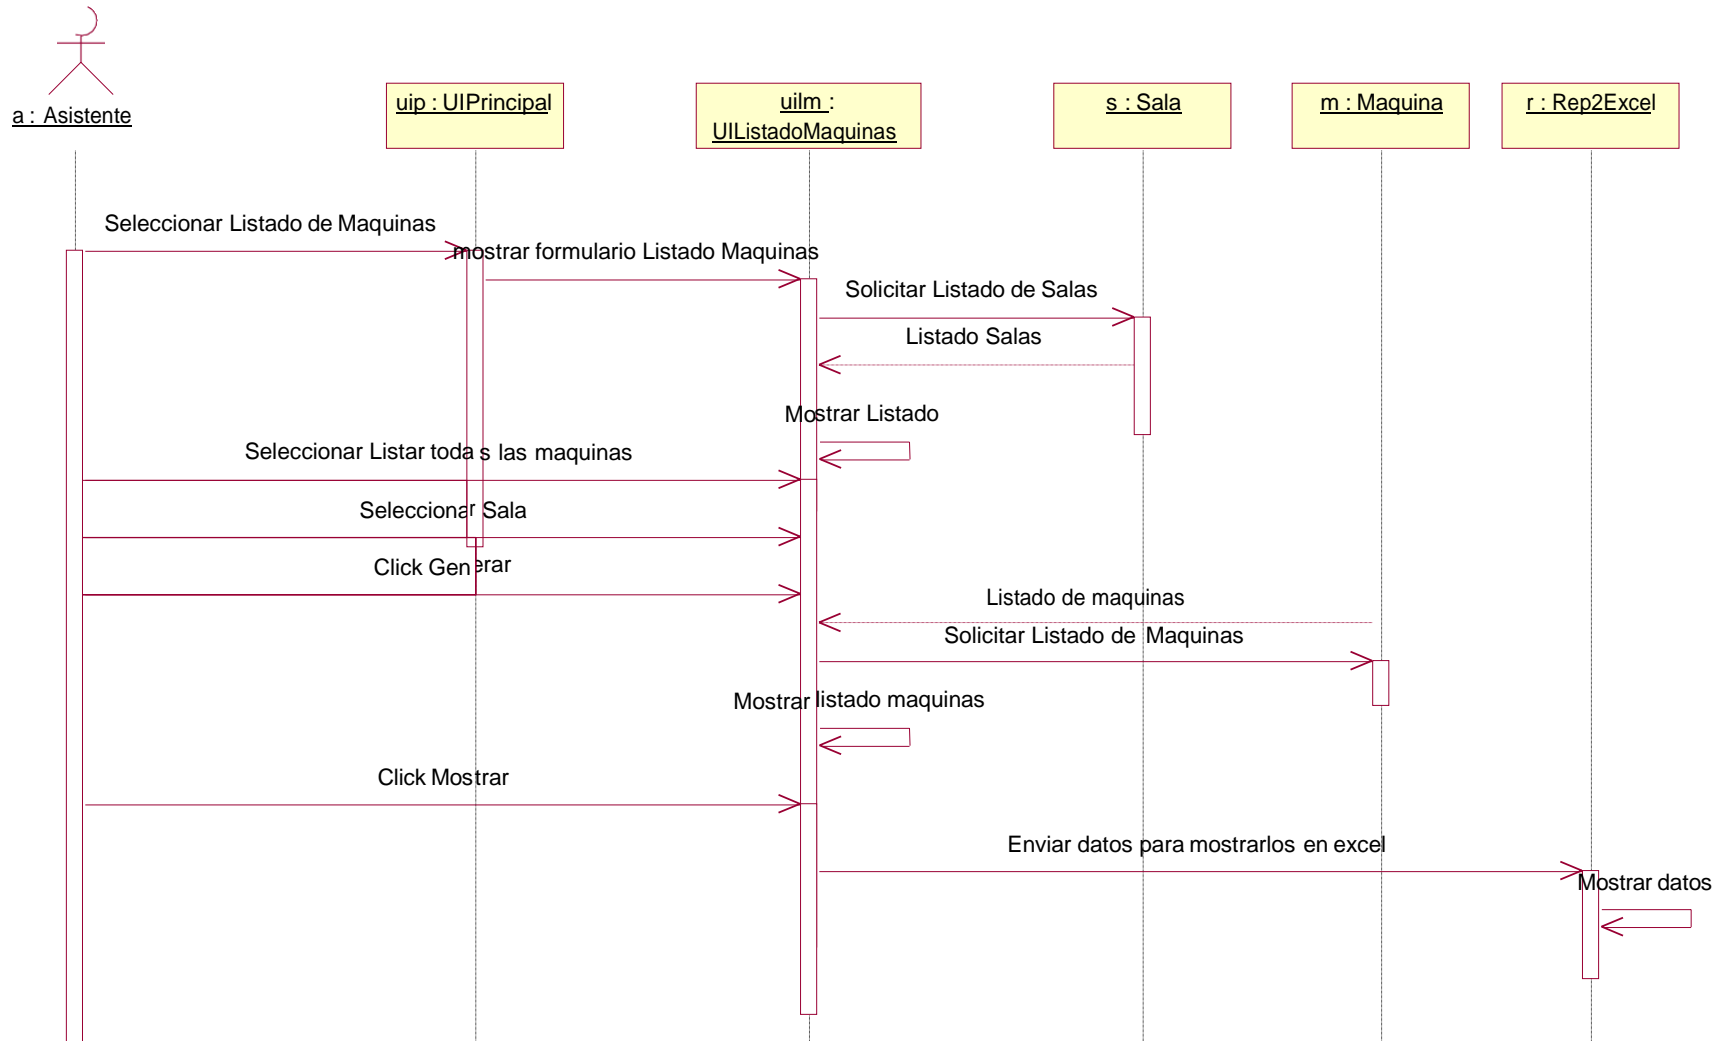 a : Asistente
uip : UIPrincipal
uilm :
UIListadoMaquinas
s : Sala
m : Maquina
r : Rep2Excel
Seleccionar Listado de Maquinas
mostrar formulario Listado Maquinas
Solicitar Listado de Salas
Listado Salas
Mostrar Listado
Seleccionar Listar todas las maquinas
Seleccionar Sala
Click Generar
Listado de maquinas
Solicitar Listado de Maquinas
Mostrar listado maquinas
Click Mostrar
Enviar datos para mostrarlos en excel
Mostrar datos